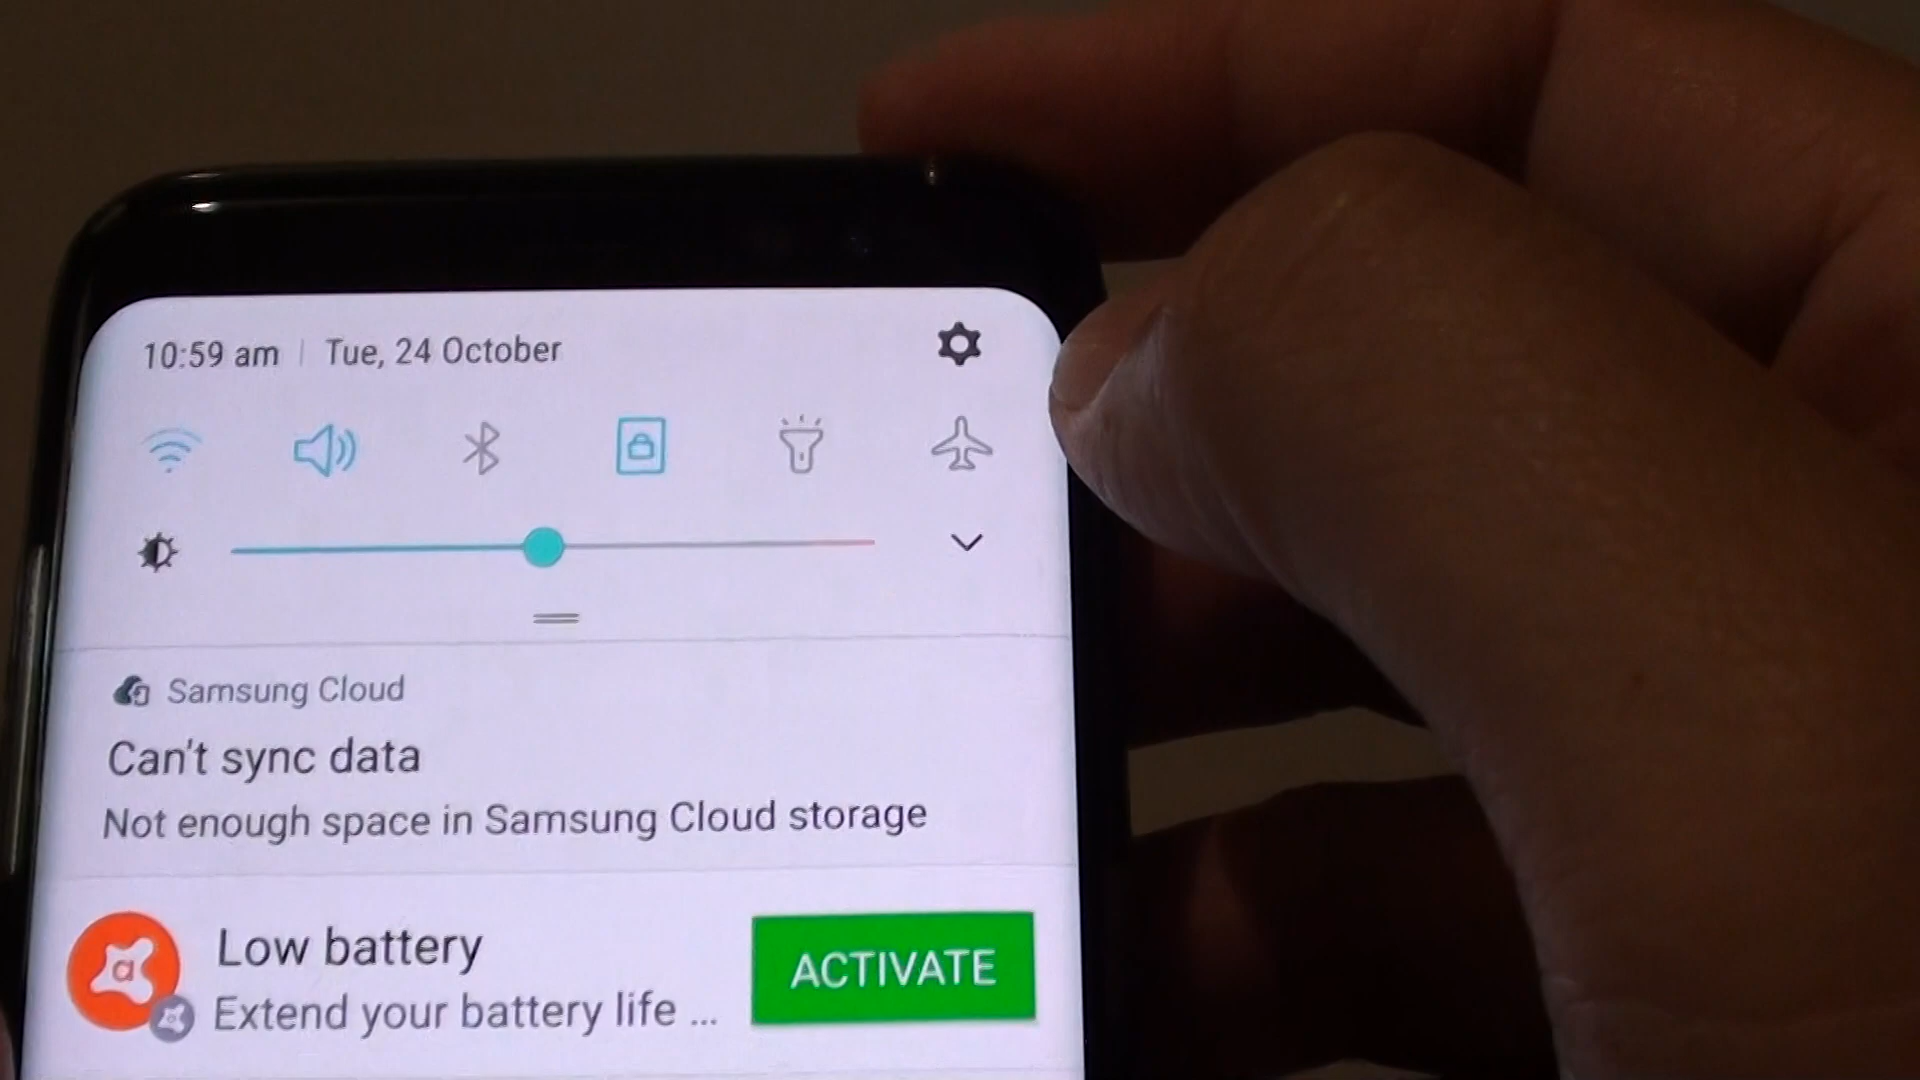 10:59 am | Tue, 24 October
Samsung Cloud
Can't sync data
Not enough space in Samsung Cloud storage
Low battery
Extend your battery life ...
ACTIVATE